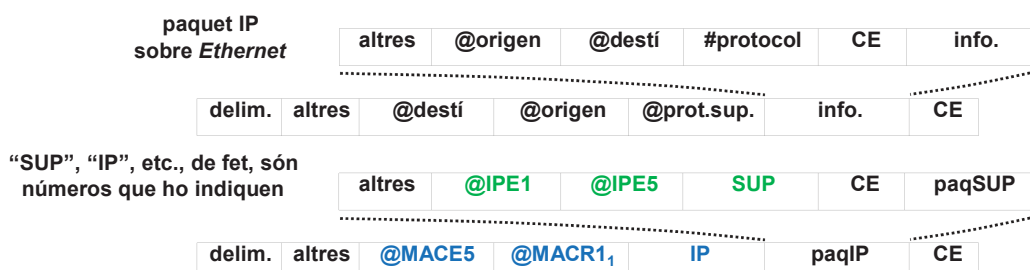 paquet IP
sobre Ethernet
altres @origen @destí #protocol CE info.
delim. altres @destí @origen @prot.sup. info. CE
“SUP”, “IP”, etc., de fet, són
números que ho indiquen
altres @IPE1 @IPE5 SUP CE paqSUP
delim. altres @MACE5 @MACR1₁ IP paqIP CE